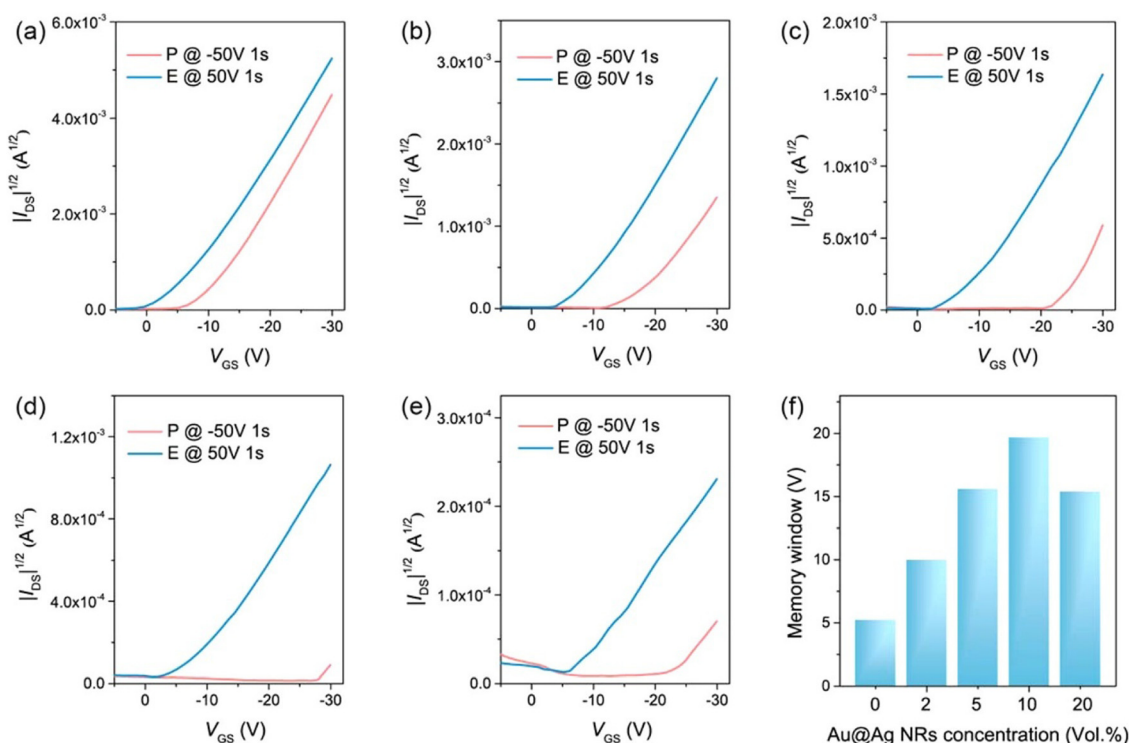 (a)
P @ -50V 1s
E @ 50V 1s
6.0x10⁻³
4.0x10⁻³
2.0x10⁻³
0.0
|I_DS|^1/2 (A^1/2)
0 -10 -20 -30
V_GS (V)
(b)
P @ -50V 1s
E @ 50V 1s
3.0x10⁻³
2.0x10⁻³
1.0x10⁻³
0.0
|I_DS|^1/2 (A^1/2)
0 -10 -20 -30
V_GS (V)
(c)
P @ -50V 1s
E @ 50V 1s
2.0x10⁻³
1.5x10⁻³
1.0x10⁻³
5.0x10⁻⁴
0.0
|I_DS|^1/2 (A^1/2)
0 -10 -20 -30
V_GS (V)
(d)
P @ -50V 1s
E @ 50V 1s
1.2x10⁻³
8.0x10⁻⁴
4.0x10⁻⁴
0.0
|I_DS|^1/2 (A^1/2)
0 -10 -20 -30
V_GS (V)
(e)
P @ -50V 1s
E @ 50V 1s
3.0x10⁻⁴
2.0x10⁻⁴
1.0x10⁻⁴
0.0
|I_DS|^1/2 (A^1/2)
0 -10 -20 -30
V_GS (V)
(f)
20
15
10
5
0
Memory window (V)
0 2 5 10 20
Au@Ag NRs concentration (Vol.%)